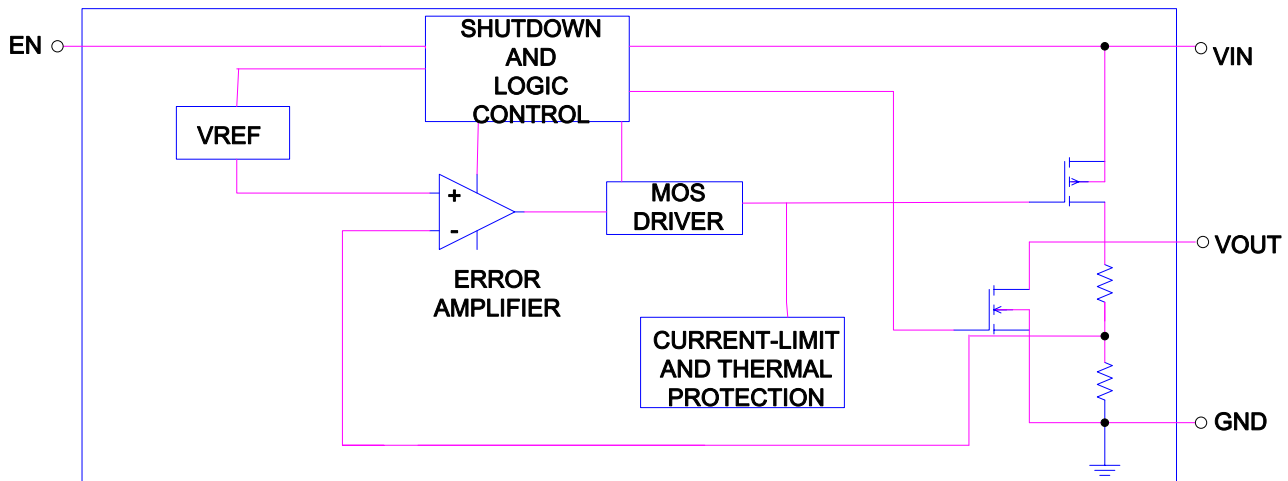 SHUTDOWN
AND
LOGIC
CONTROL
EN
VIN
VREF
+
-
MOS
DRIVER
VOUT
ERROR
AMPLIFIER
CURRENT-LIMIT
AND THERMAL
PROTECTION
GND